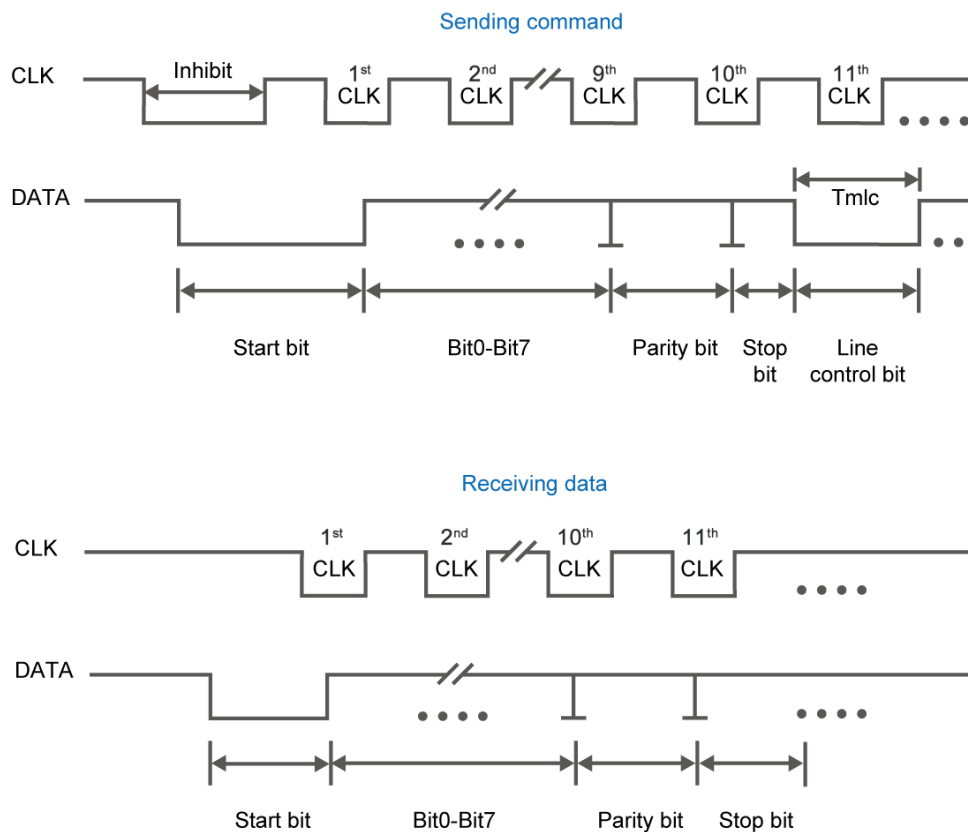 Sending command
CLK
Inhibit
1st
CLK
2nd
CLK
9th
CLK
10th
CLK
11th
CLK
DATA
Tmlc
Start bit
Bit0-Bit7
Parity bit
Stop
bit
Line
control bit
Receiving data
CLK
1st
CLK
2nd
CLK
10th
CLK
11th
CLK
DATA
Start bit
Bit0-Bit7
Parity bit
Stop bit